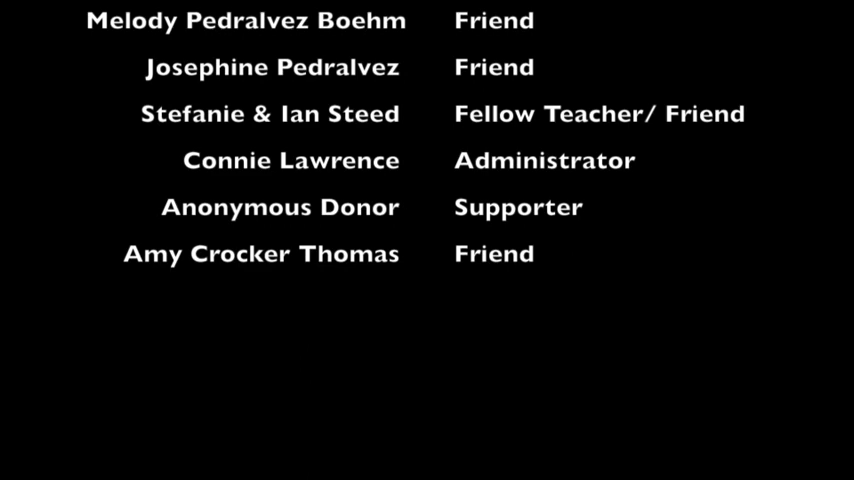 Melody Pedralvez Boehm Friend
Josephine Pedralvez Friend
Stefanie & Ian Steed Fellow Teacher/ Friend
Connie Lawrence Administrator
Anonymous Donor Supporter
Amy Crocker Thomas Friend